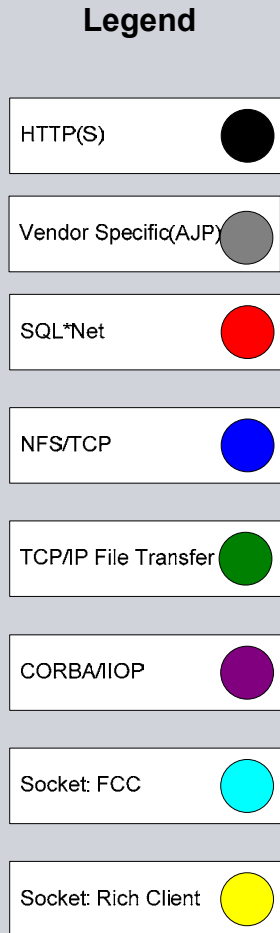 Legend
HTTP(S)
Vendor Specific(AJP)
SQL*Net
NFS/TCP
TCP/IP File Transfer
CORBA/IIOP
Socket: FCC
Socket: Rich Client